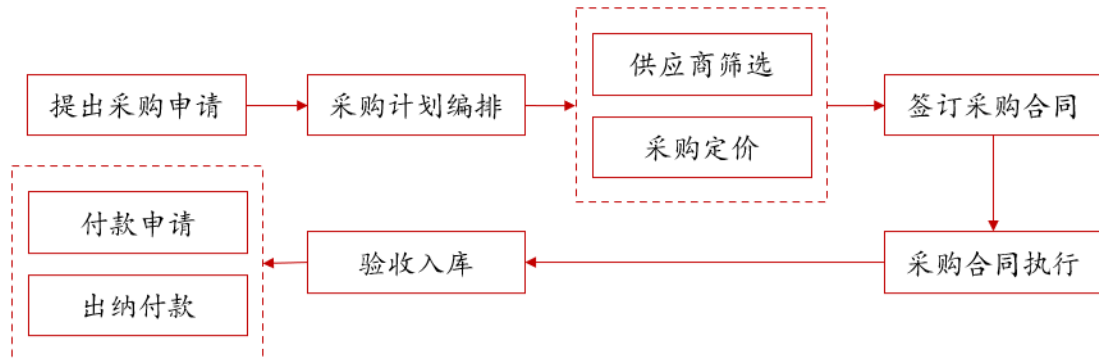 提出采购申请
采购计划编排
供应商筛选
采购定价
签订采购合同
采购合同执行
验收入库
付款申请
出纳付款